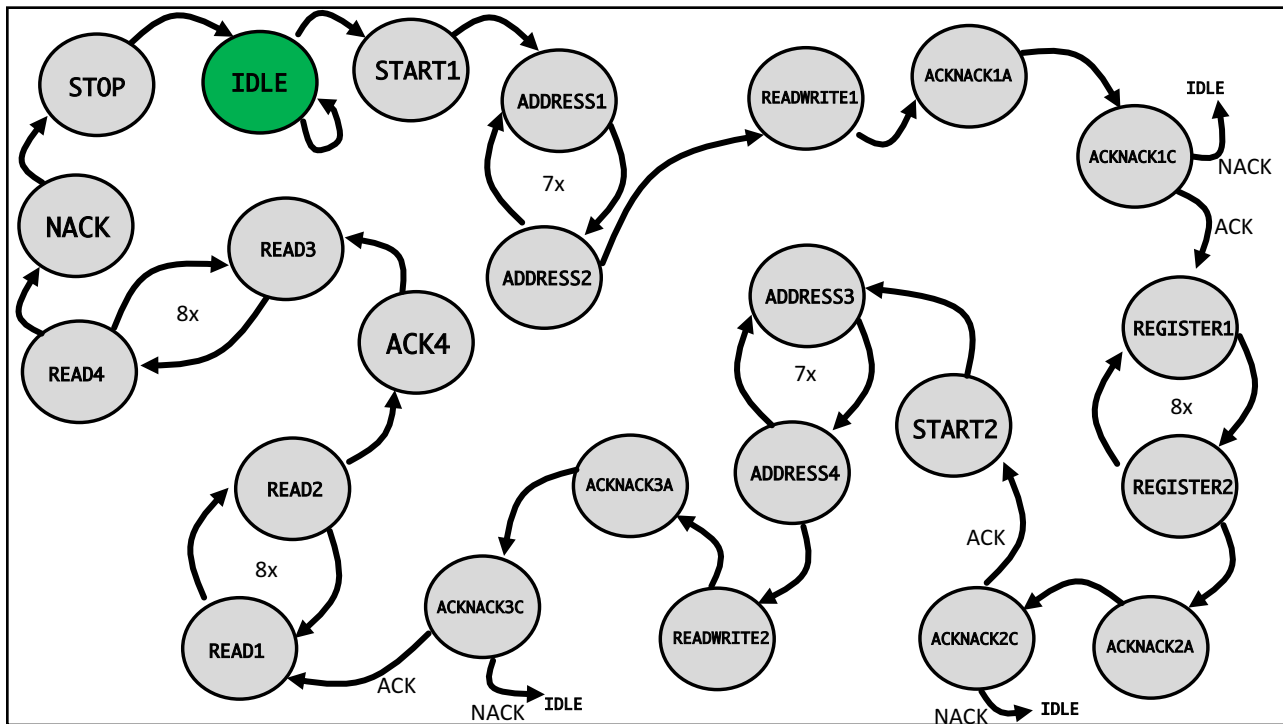 STOP
IDLE
START1
ADDRESS1
7x
ADDRESS2
READWRITE1
ACKNACK1A
ACKNACK1C
IDLE
NACK
ACK
REGISTER1
8x
REGISTER2
ACKNACK2A
ACKNACK2C
NACK
IDLE
ACK
START2
ADDRESS3
7x
ADDRESS4
READWRITE2
ACKNACK3A
ACKNACK3C
NACK
IDLE
ACK
READ1
8x
READ2
ACK4
READ3
8x
READ4
NACK